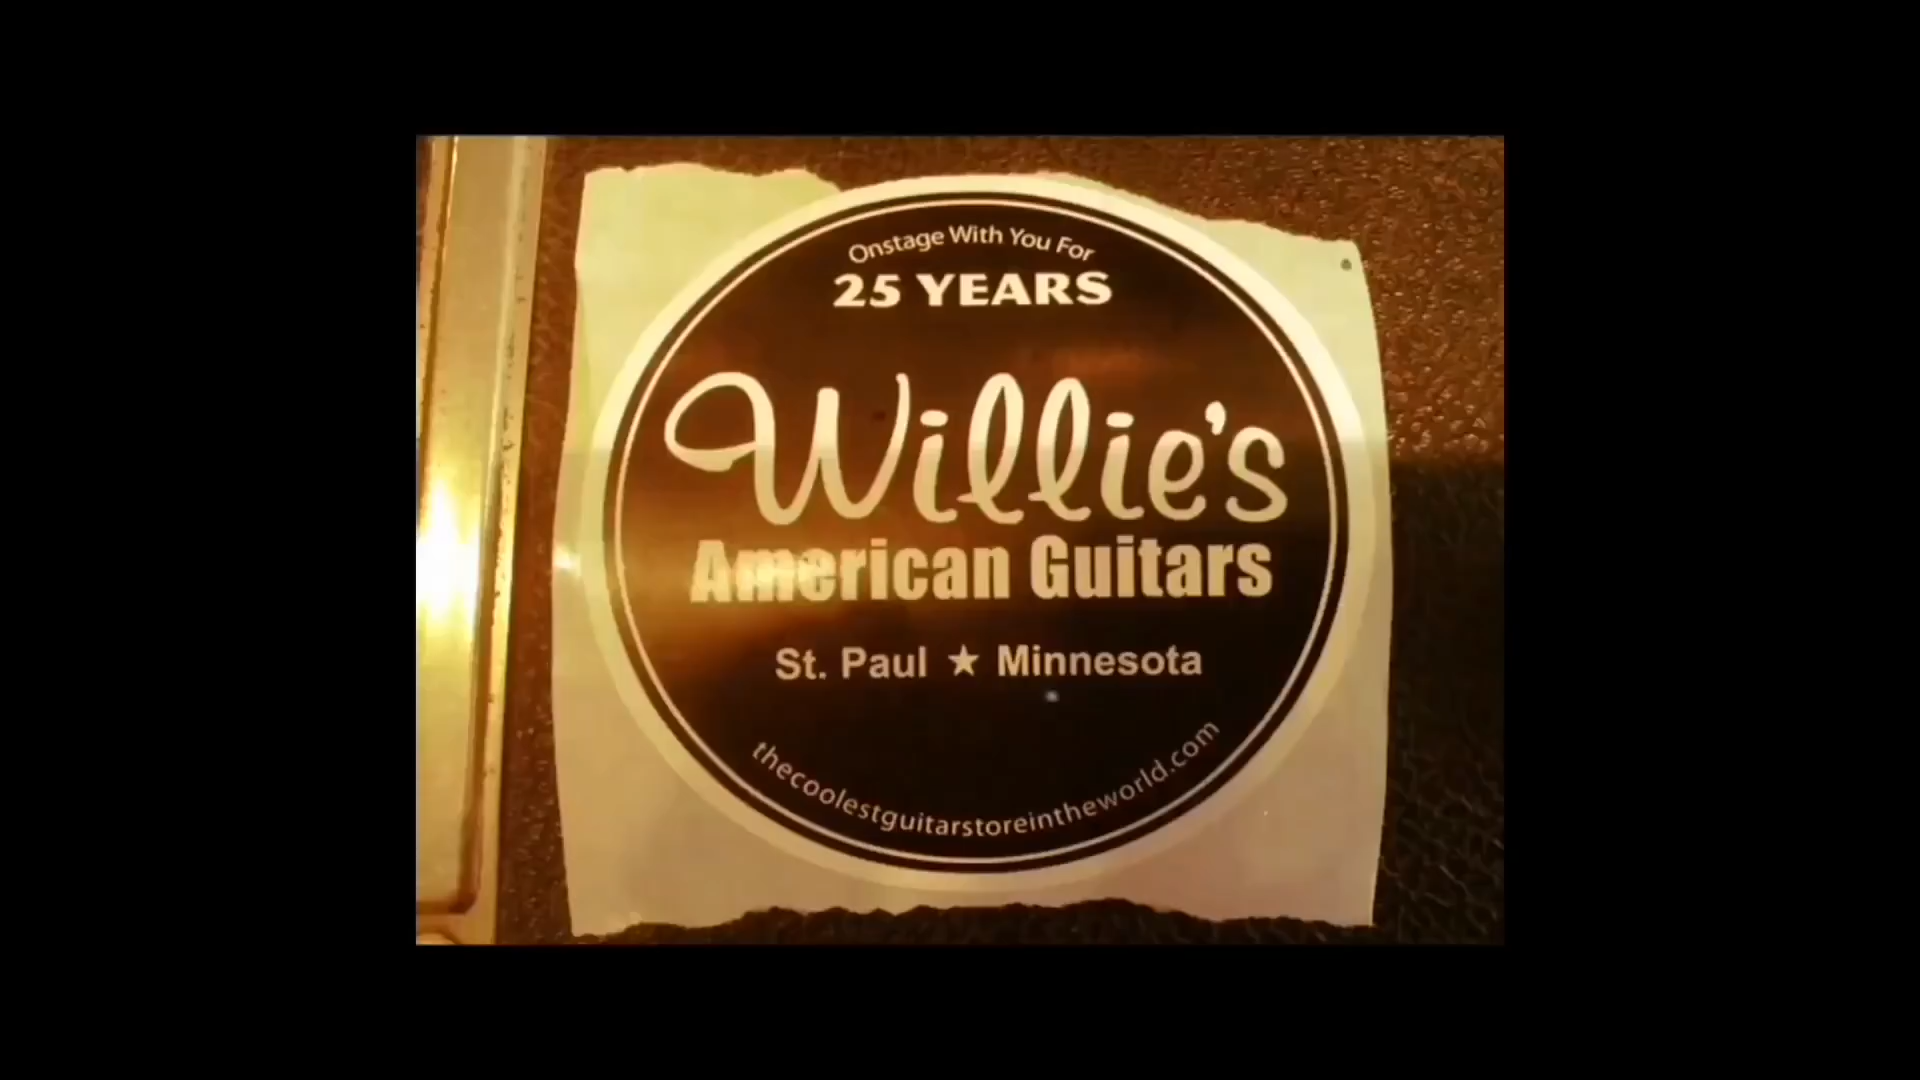 Onstage With You For
25 YEARS
Willie's
American Guitars
St. Paul ★ Minnesota
thecoolestguitarstoreintheworld.com